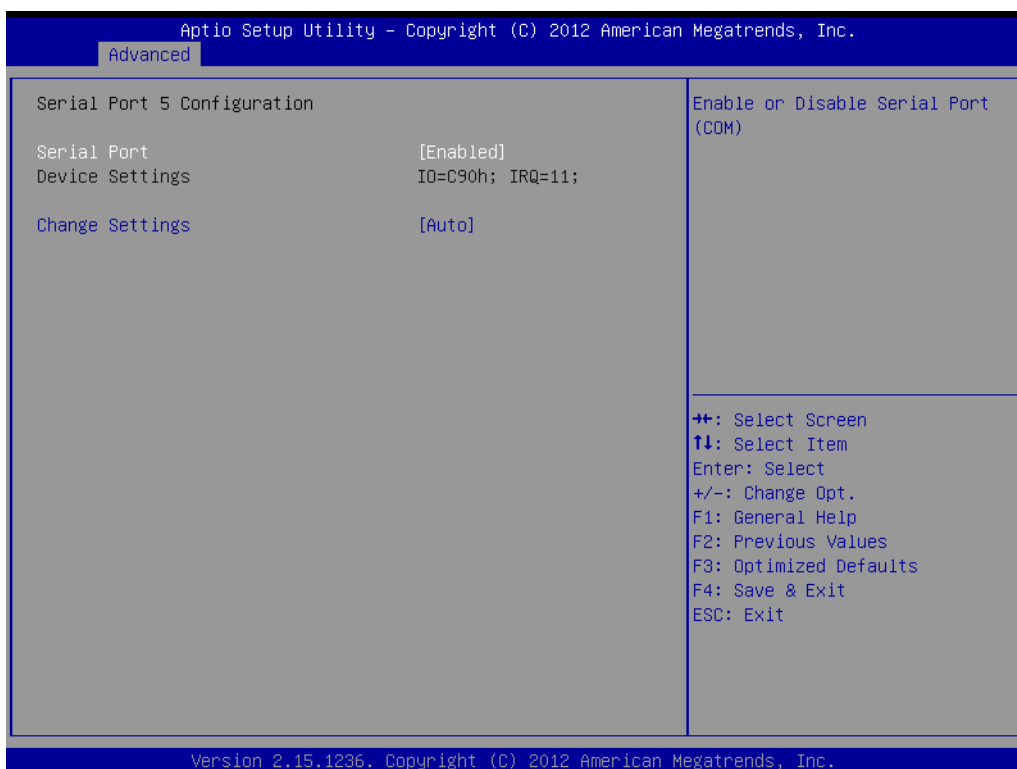 Aptio Setup Utility – Copyright (C) 2012 American Megatrends, Inc.
Advanced
Serial Port 5 Configuration
Serial Port [Enabled]
Device Settings IO=C90h; IRQ=11;
Change Settings [Auto]
Enable or Disable Serial Port
(COM)
→←: Select Screen
↑↓: Select Item
Enter: Select
+/-: Change Opt.
F1: General Help
F2: Previous Values
F3: Optimized Defaults
F4: Save & Exit
ESC: Exit
Version 2.15.1236. Copyright (C) 2012 American Megatrends, Inc.